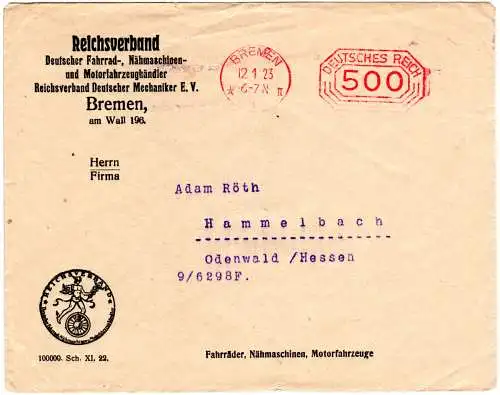 Reichsverband
Deutscher Fahrrad-, Nähmaschinen-
und Motorfahrzeughändler
Reichsverband Deutscher Mechaniker E. V.
Bremen,
am Wall 196.
BREMEN
12.1.23
6-7 N
DEUTSCHES REICH
500
Herrn
Firma
Adam Röth
Hammelbach
Odenwald /Hessen
9/6298F.
REICHSVERBAND
100000. Sch. XI. 22.
Fahrräder, Nähmaschinen, Motorfahrzeuge